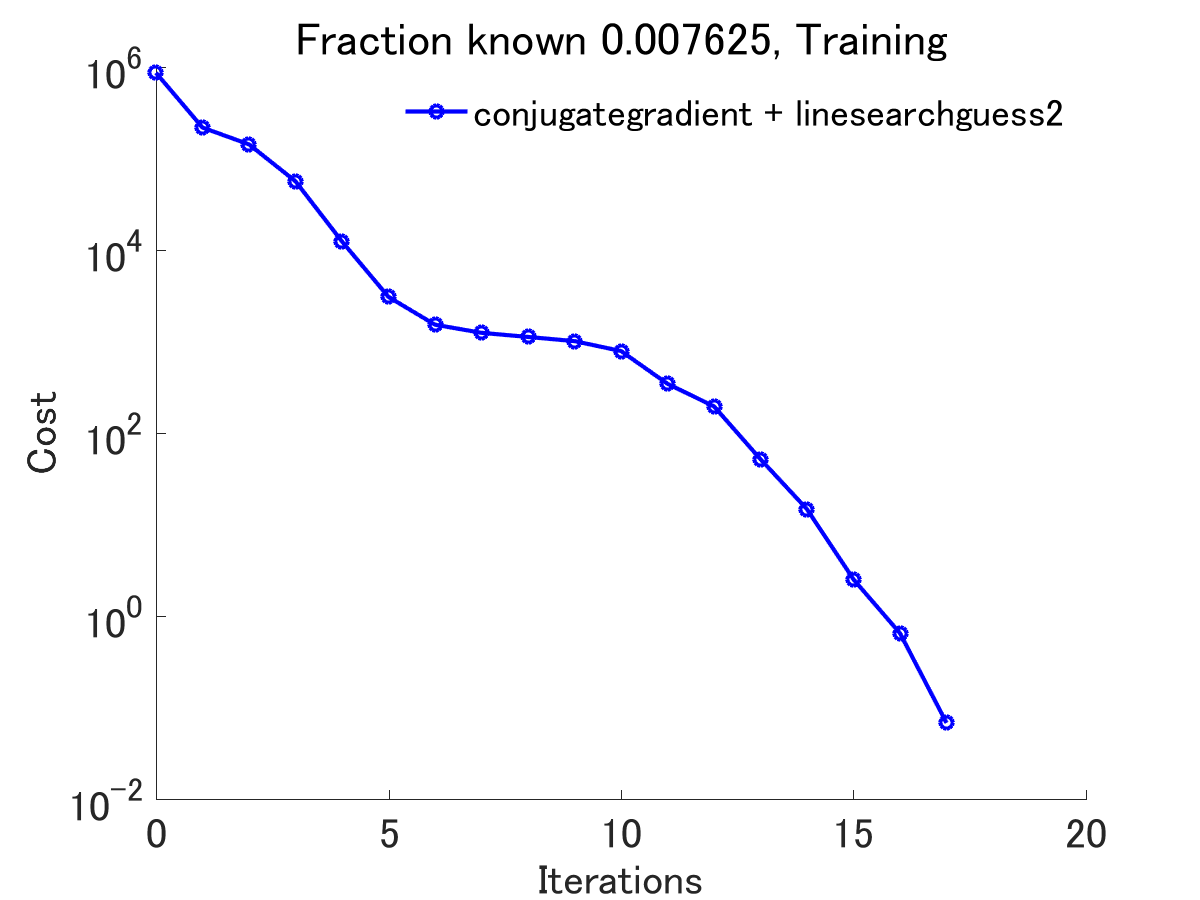 Fraction known 0.007625, Training
conjugategradient + linesearchguess2
10^6
10^4
10^2
10^0
10^-2
Cost
0 5 10 15 20
Iterations